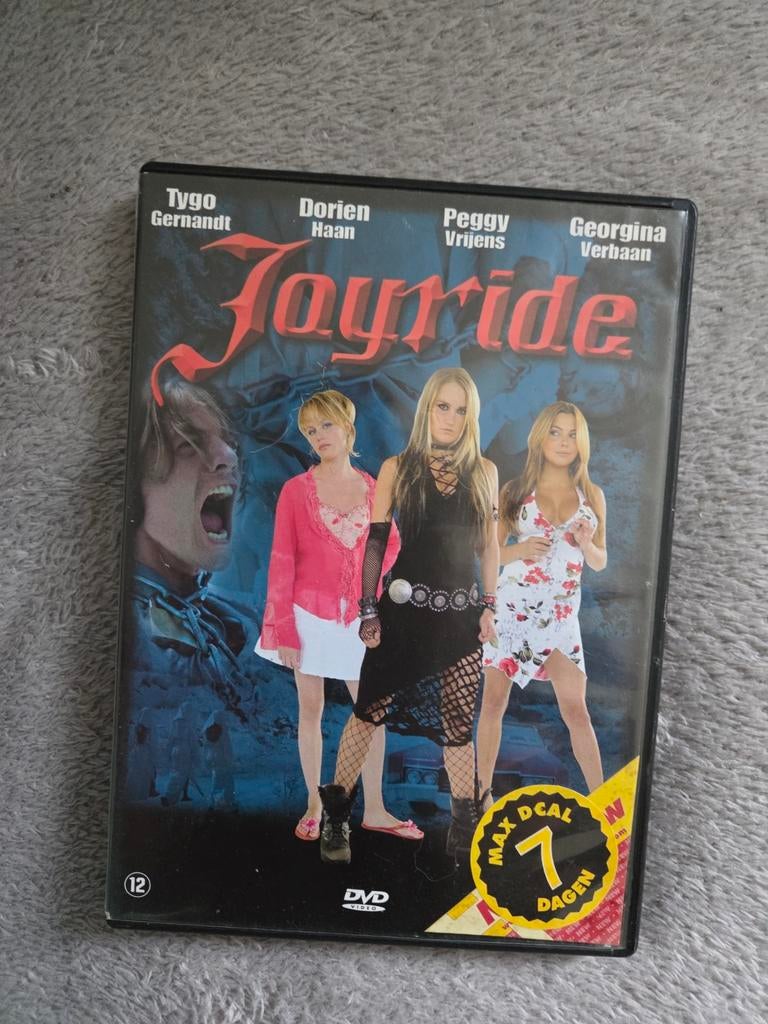 Tygo
Gernandt
Dorien
Haan
Peggy
Vrijens
Georgina
Verbaan
Joyride
MAX DCAL
7
DAGEN
12
DVD
VIDEO